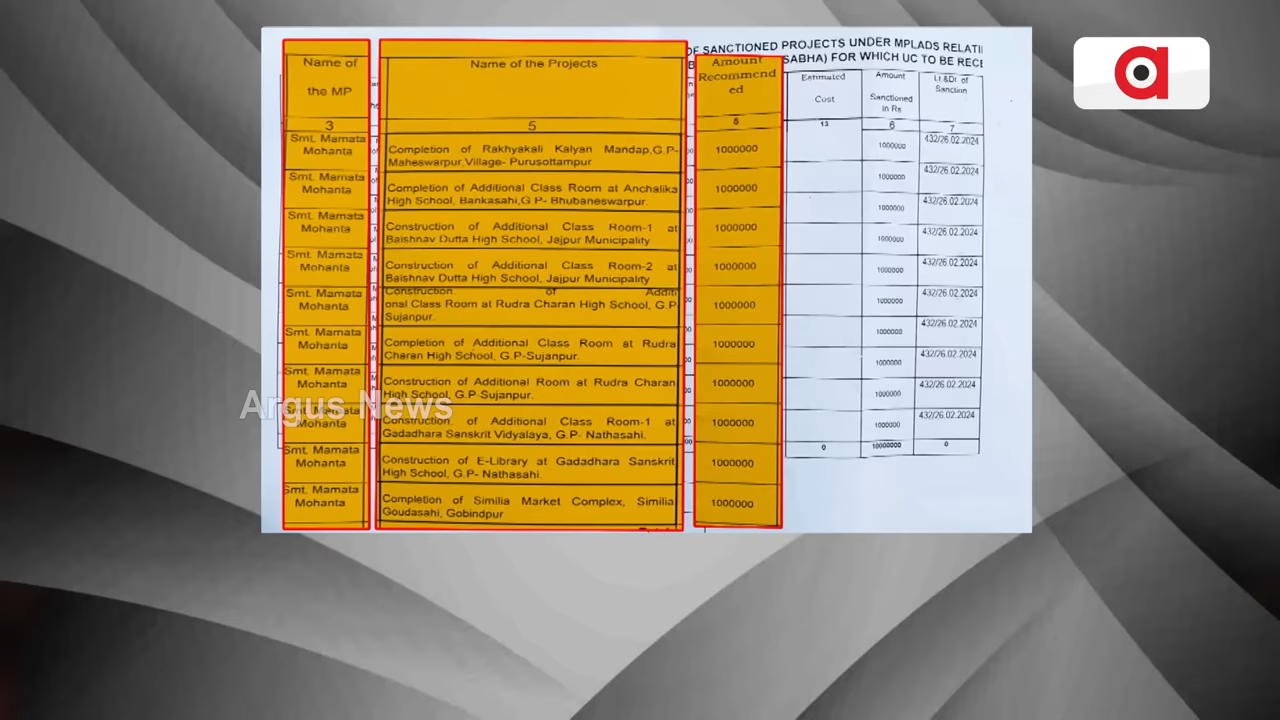 OF SANCTIONED PROJECTS UNDER MPLADS RELATI
SABHA) FOR WHICH UC TO BE RECE
Name of
the MP
Name of the Projects
Amount
Recommend
ed
Estimated
Cost
Amount
Sanctioned
in Rs
Lt.&Dt. of
Sanction
3
5
5
13
6
7
Smt. Mamata
Mohanta
Completion of Rakhyakali Kalyan Mandap,G.P-
Maheswarpur,Village- Purusottampur
1000000
1000000
432/26.02.2024
Smt. Mamata
Mohanta
Completion of Additional Class Room at Anchalika
High School, Bankasahi,G.P- Bhubaneswarpur.
1000000
1000000
432/26.02.2024
Smt. Mamata
Mohanta
Construction of Additional Class Room-1 at
Baishnav Dutta High School, Jajpur Municipality
1000000
1000000
432/26.02.2024
Smt. Mamata
Mohanta
Construction of Additional Class Room-2 at
Baishnav Dutta High School, Jajpur Municipality
1000000
1000000
432/26.02.2024
Smt. Mamata
Mohanta
Construction of Additi
onal Class Room at Rudra Charan High School, G.P-
Sujanpur.
1000000
1000000
432/26.02.2024
Smt. Mamata
Mohanta
Completion of Additional Class Room at Rudra
Charan High School, G.P-Sujanpur.
1000000
1000000
432/26.02.2024
Smt. Mamata
Mohanta
Construction of Additional Room at Rudra Charan
High School, G.P-Sujanpur.
1000000
1000000
432/26.02.2024
Smt. Mamata
Mohanta
Construction. of Additional Class Room-1 at
Gadadhara Sanskrit Vidyalaya, G.P- Nathasahi.
1000000
1000000
432/26.02.2024
Smt. Mamata
Mohanta
Construction of E-Library at Gadadhara Sanskrit
High School, G.P- Nathasahi.
1000000
1000000
432/26.02.2024
Smt. Mamata
Mohanta
Completion of Similia Market Complex, Similia
Goudasahi, Gobindpur
1000000
1000000
432/26.02.2024
0
10000000
0
Argus News
a